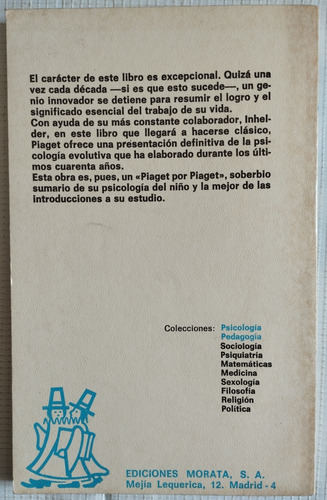 El carácter de este libro es excepcional. Quizá una
vez cada década —si es que esto sucede—, un ge-
nio innovador se detiene para resumir el logro y el
significado esencial del trabajo de su vida.
Con ayuda de su más constante colaborador, Inhel-
der, en este libro que llegará a hacerse clásico,
Piaget ofrece una presentación definitiva de la psi-
cología evolutiva que ha elaborado durante los últi-
mos cuarenta años.
Esta obra es, pues, un «Piaget por Piaget», soberbio
sumario de su psicología del niño y la mejor de las
introducciones a su estudio.
Colecciones: Psicología
Pedagogía
Sociología
Psiquiatría
Matemáticas
Medicina
Sexología
Filosofía
Religión
Política
EDICIONES MORATA, S. A.
Mejía Lequerica, 12. Madrid - 4